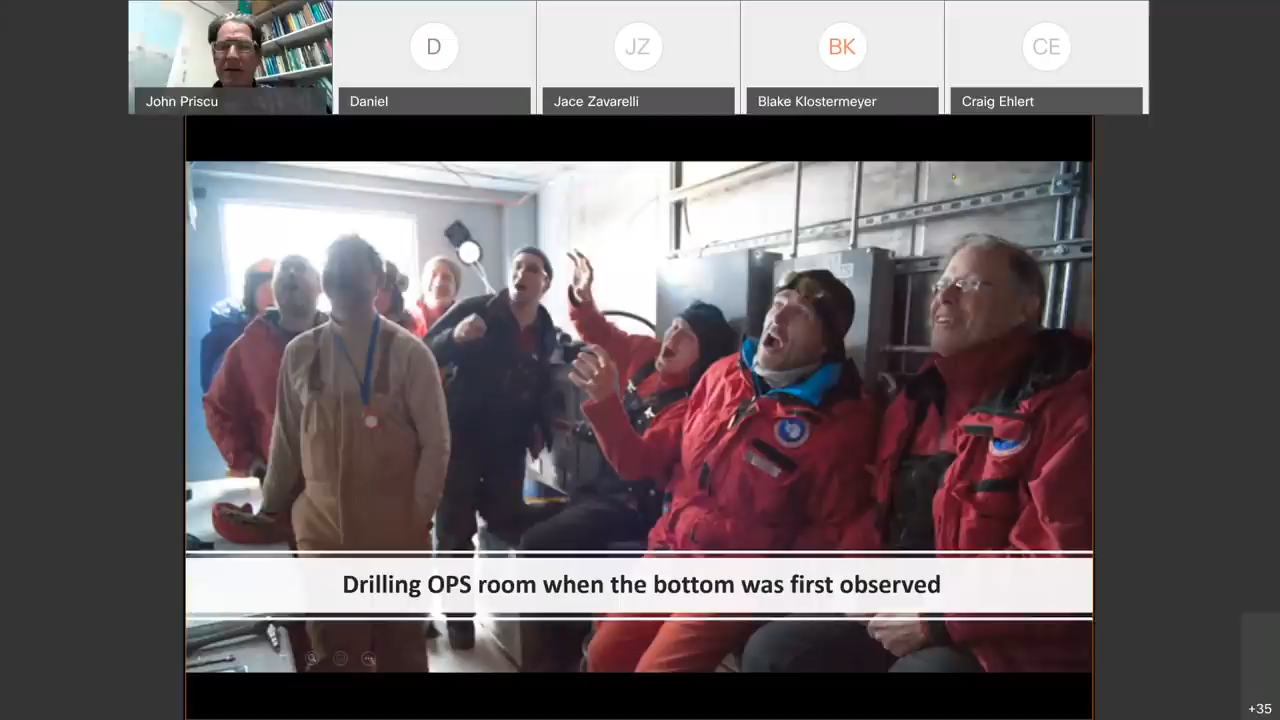 John Priscu
D
Daniel
JZ
Jace Zavarelli
BK
Blake Klostermeyer
CE
Craig Ehlert
Drilling OPS room when the bottom was first observed
+35